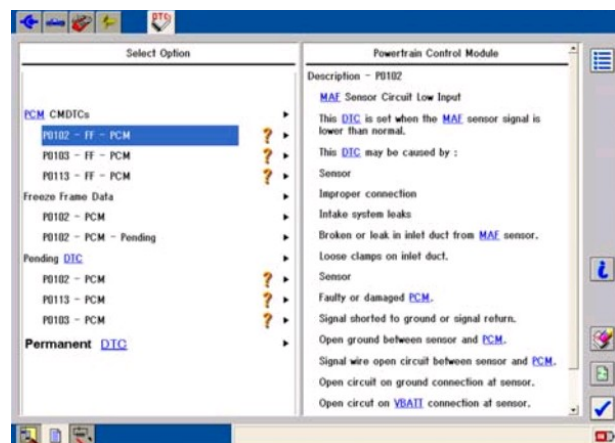 DTC
Select Option
PCM CMDTCs
P0102 - FF - PCM
P0103 - FF - PCM
P0113 - FF - PCM
Freeze Frame Data
P0102 - PCM
P0102 - PCM - Pending
Pending DTC
P0102 - PCM
P0113 - PCM
P0103 - PCM
Permanent DTC
Powertrain Control Module
Description - P0102
MAF Sensor Circuit Low Input
This DTC is set when the MAF sensor signal is
lower than normal.
This DTC may be caused by :
Sensor
Improper connection
Intake system leaks
Broken or leak in inlet duct from MAF sensor.
Loose clamps on inlet duct.
Sensor
Faulty or damaged PCM.
Signal shorted to ground or signal return.
Open ground between sensor and PCM.
Signal wire open circuit between sensor and PCM.
Open circuit on ground connection at sensor.
Open circut on VBATT connection at sensor.